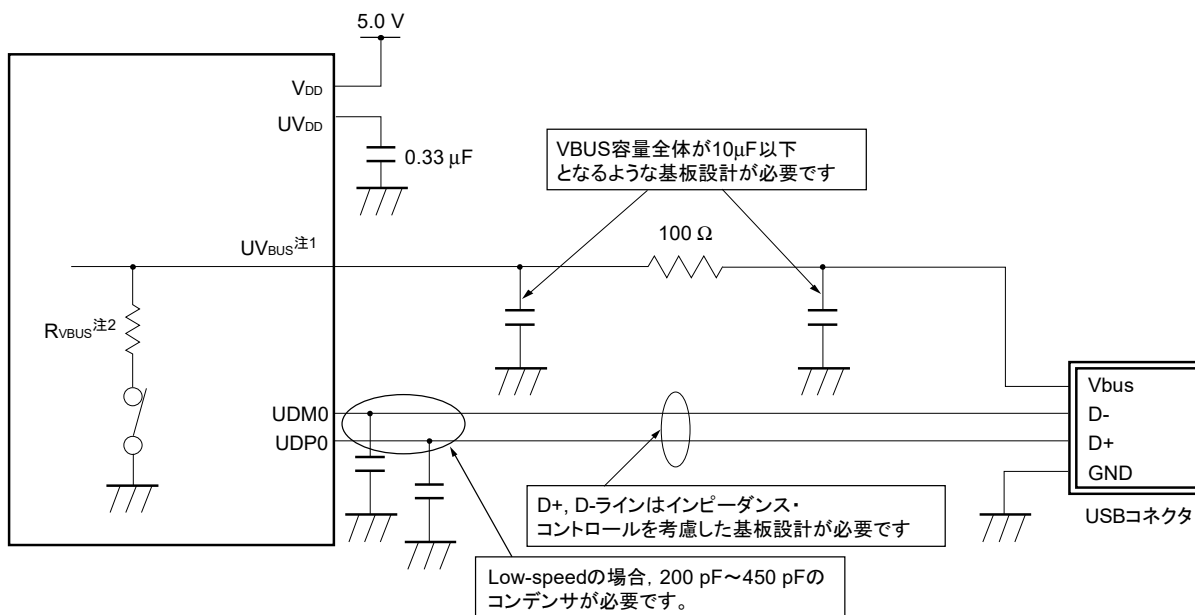 5.0 V
VDD
UVDD
0.33 μF
VBUS容量全体が10μF以下
となるような基板設計が必要です
100 Ω
UVBUS注1
RVBUS注2
Vbus
D-
D+
GND
USBコネクタ
UDM0
UDP0
D+, D-ラインはインピーダンス・
コントロールを考慮した基板設計が必要です
Low-speedの場合, 200 pF～450 pFの
コンデンサが必要です。